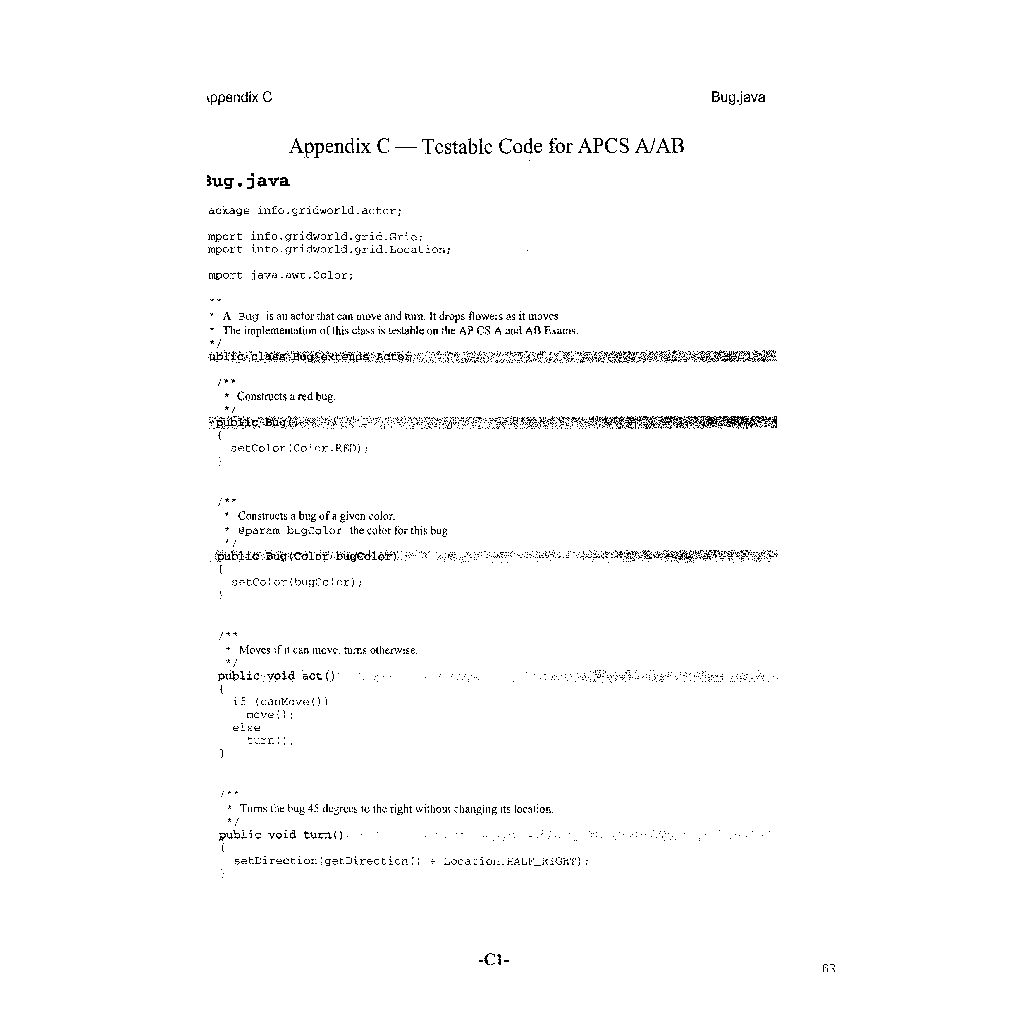 Appendix C
Bug.java
Appendix C — Testable Code for APCS A/AB
Bug.java
ackage info.gridworld.actor;
mport info.gridworld.grid.Grid;
mport info.gridworld.grid.Location;
mport java.awt.Color;
**
* A Bug is an actor that can move and turn. It drops flowers as it moves
* The implementation of this class is testable on the AP CS A and AB Exams.
*/
ublic class Bug extends Actor
/**
* Constructs a red bug.
*/
public Bug()
{
setColor(Color.RED);
}
/**
* Constructs a bug of a given color.
* @param bugColor the color for this bug
*/
public Bug(Color bugColor)
{
setColor(bugColor);
}
/**
* Moves if it can move, turns otherwise.
*/
public void act()
{
if (canMove())
move();
else
turn();
}
/**
* Turns the bug 45 degrees to the right without changing its location.
*/
public void turn()
{
setDirection(getDirection() + Location.HALF_RIGHT);
}
-C1-
63